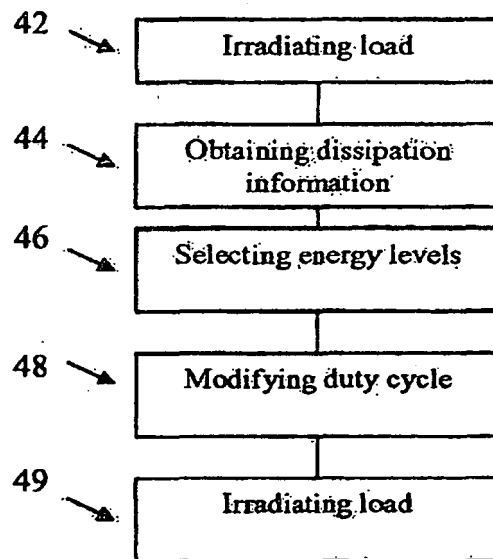 42
Irradiating load
44
Obtaining dissipation
information
46
Selecting energy levels
48
Modifying duty cycle
49
Irradiating load